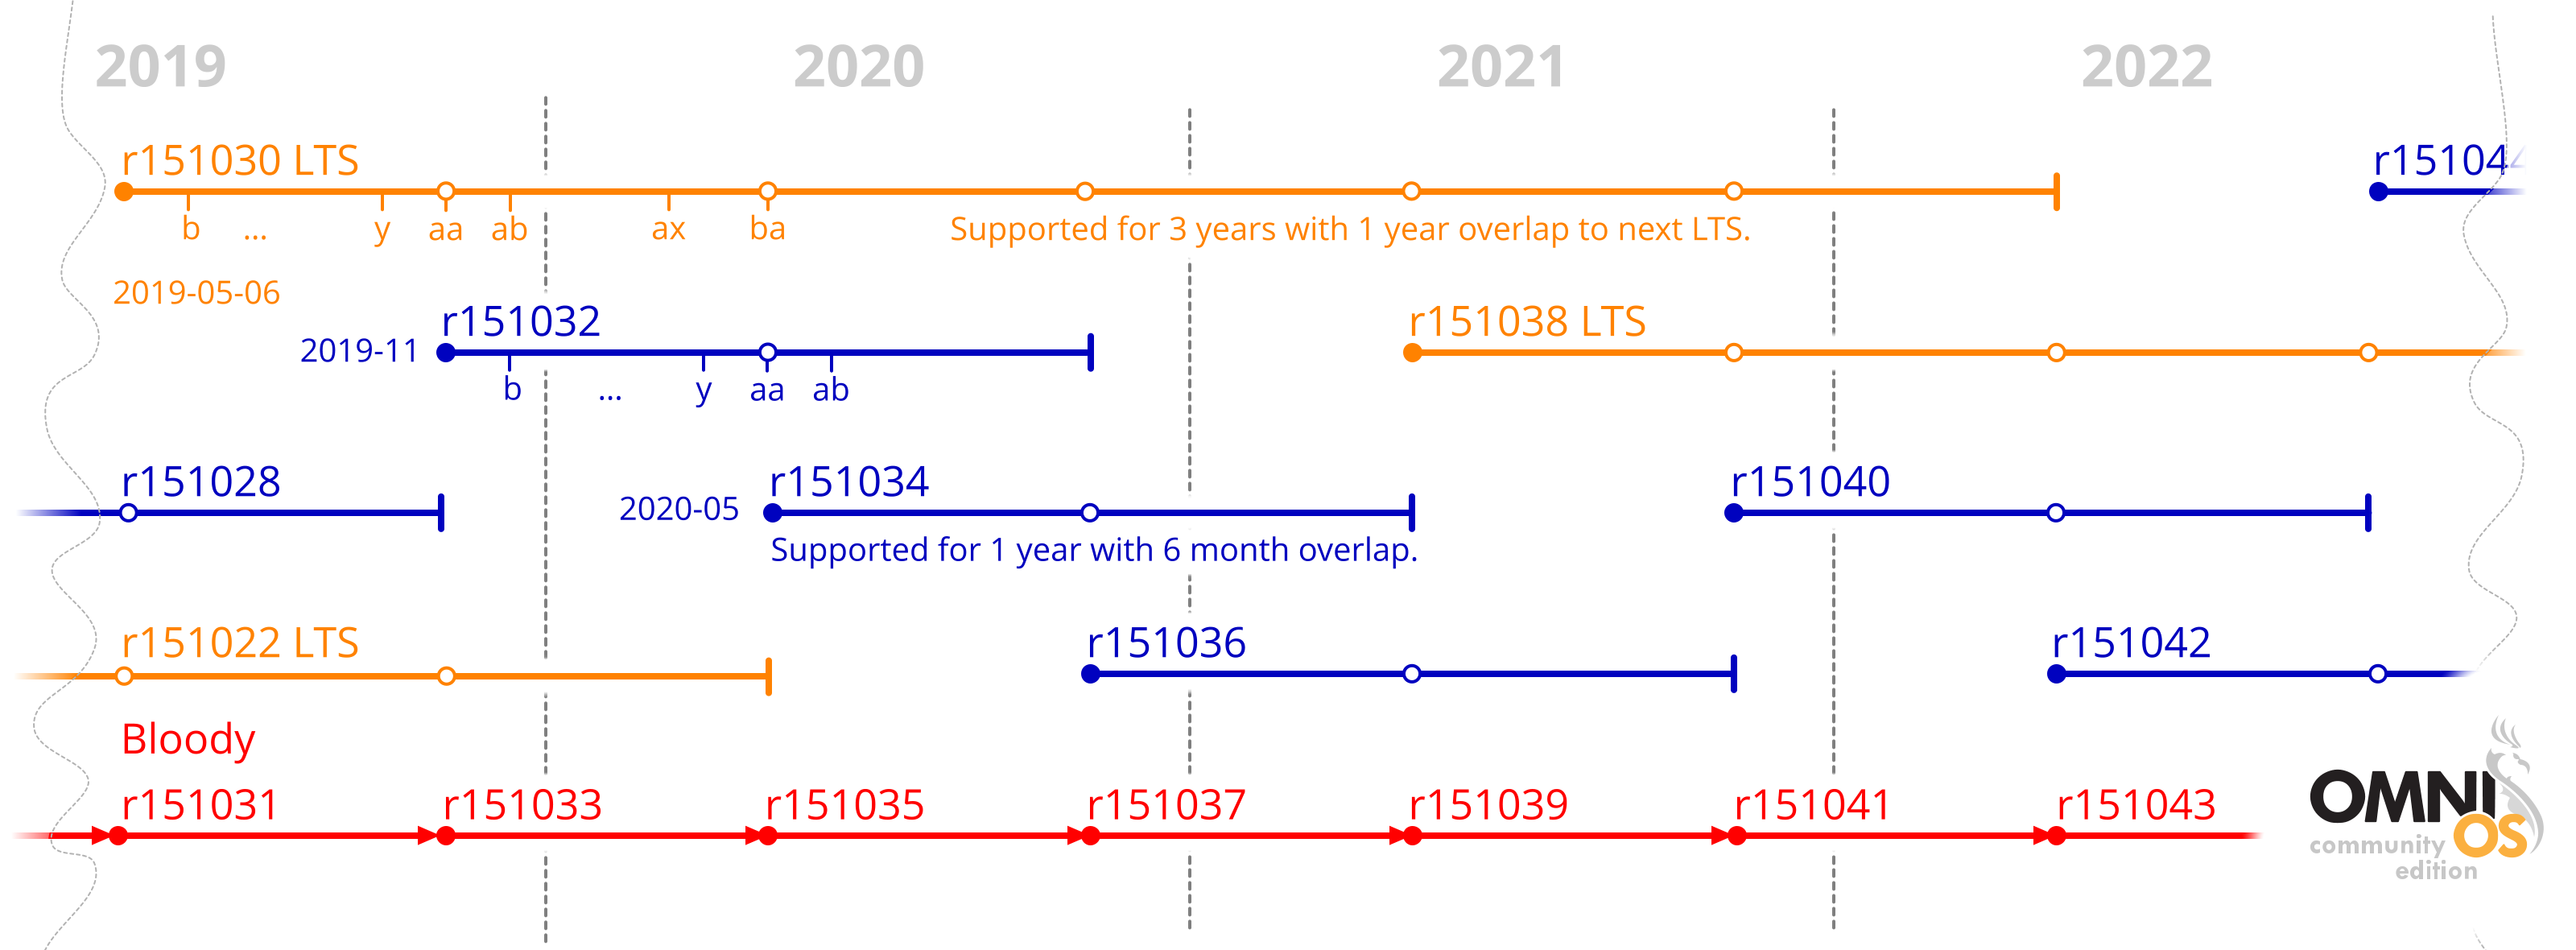 2019 2020 2021 2022
r151030 LTS r15104
b ... y aa ab ax ba Supported for 3 years with 1 year overlap to next LTS.
2019-05-06
r151032 r151038 LTS
2019-11
b ... y aa ab
r151028 r151034 r151040
2020-05
Supported for 1 year with 6 month overlap.
r151022 LTS r151036 r151042
Bloody
r151031 r151033 r151035 r151037 r151039 r151041 r151043
OMNI
OS
community
edition